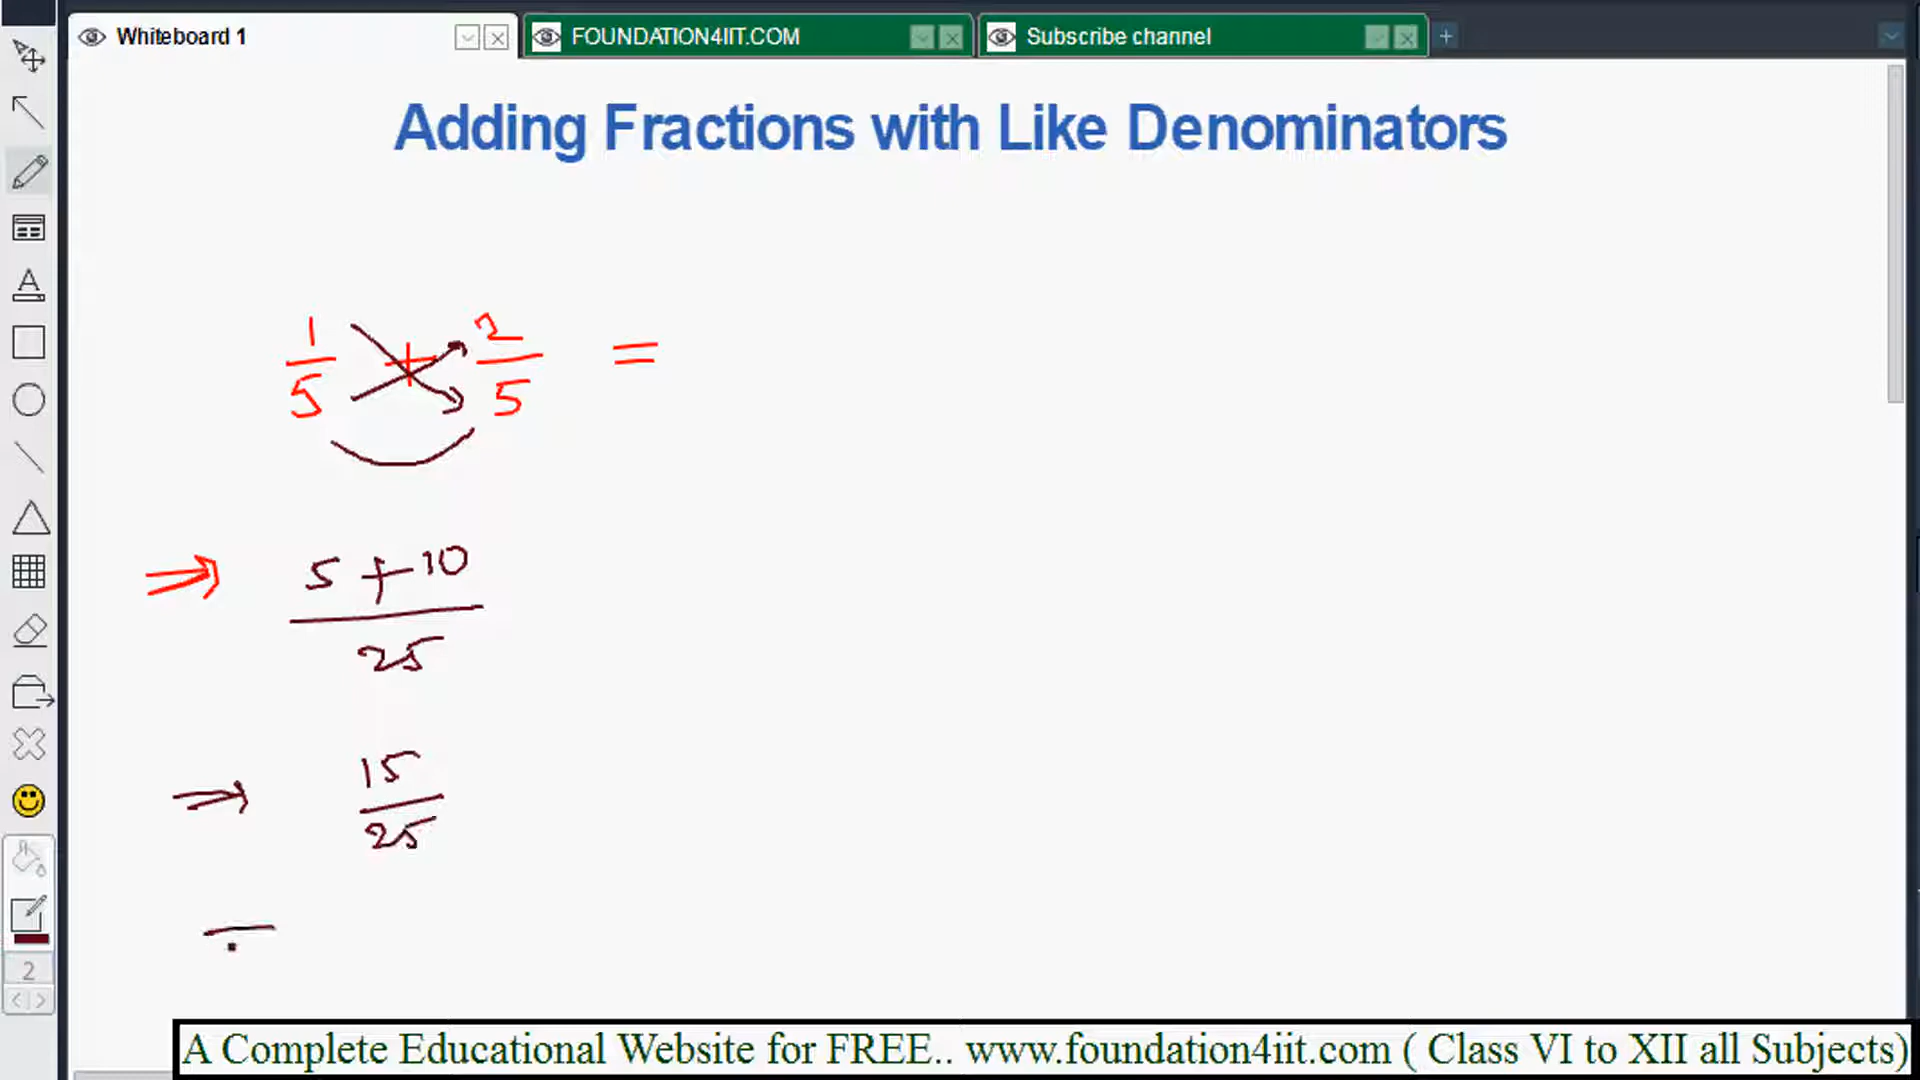 Whiteboard 1 FOUNDATION4IIT.COM Subscribe channel +
Adding Fractions with Like Denominators
1/5 + 2/5 =
⇒ 5 + 10 / 25
⇒ 15/25
A
2
A Complete Educational Website for FREE.. www.foundation4iit.com ( Class VI to XII all Subjects)